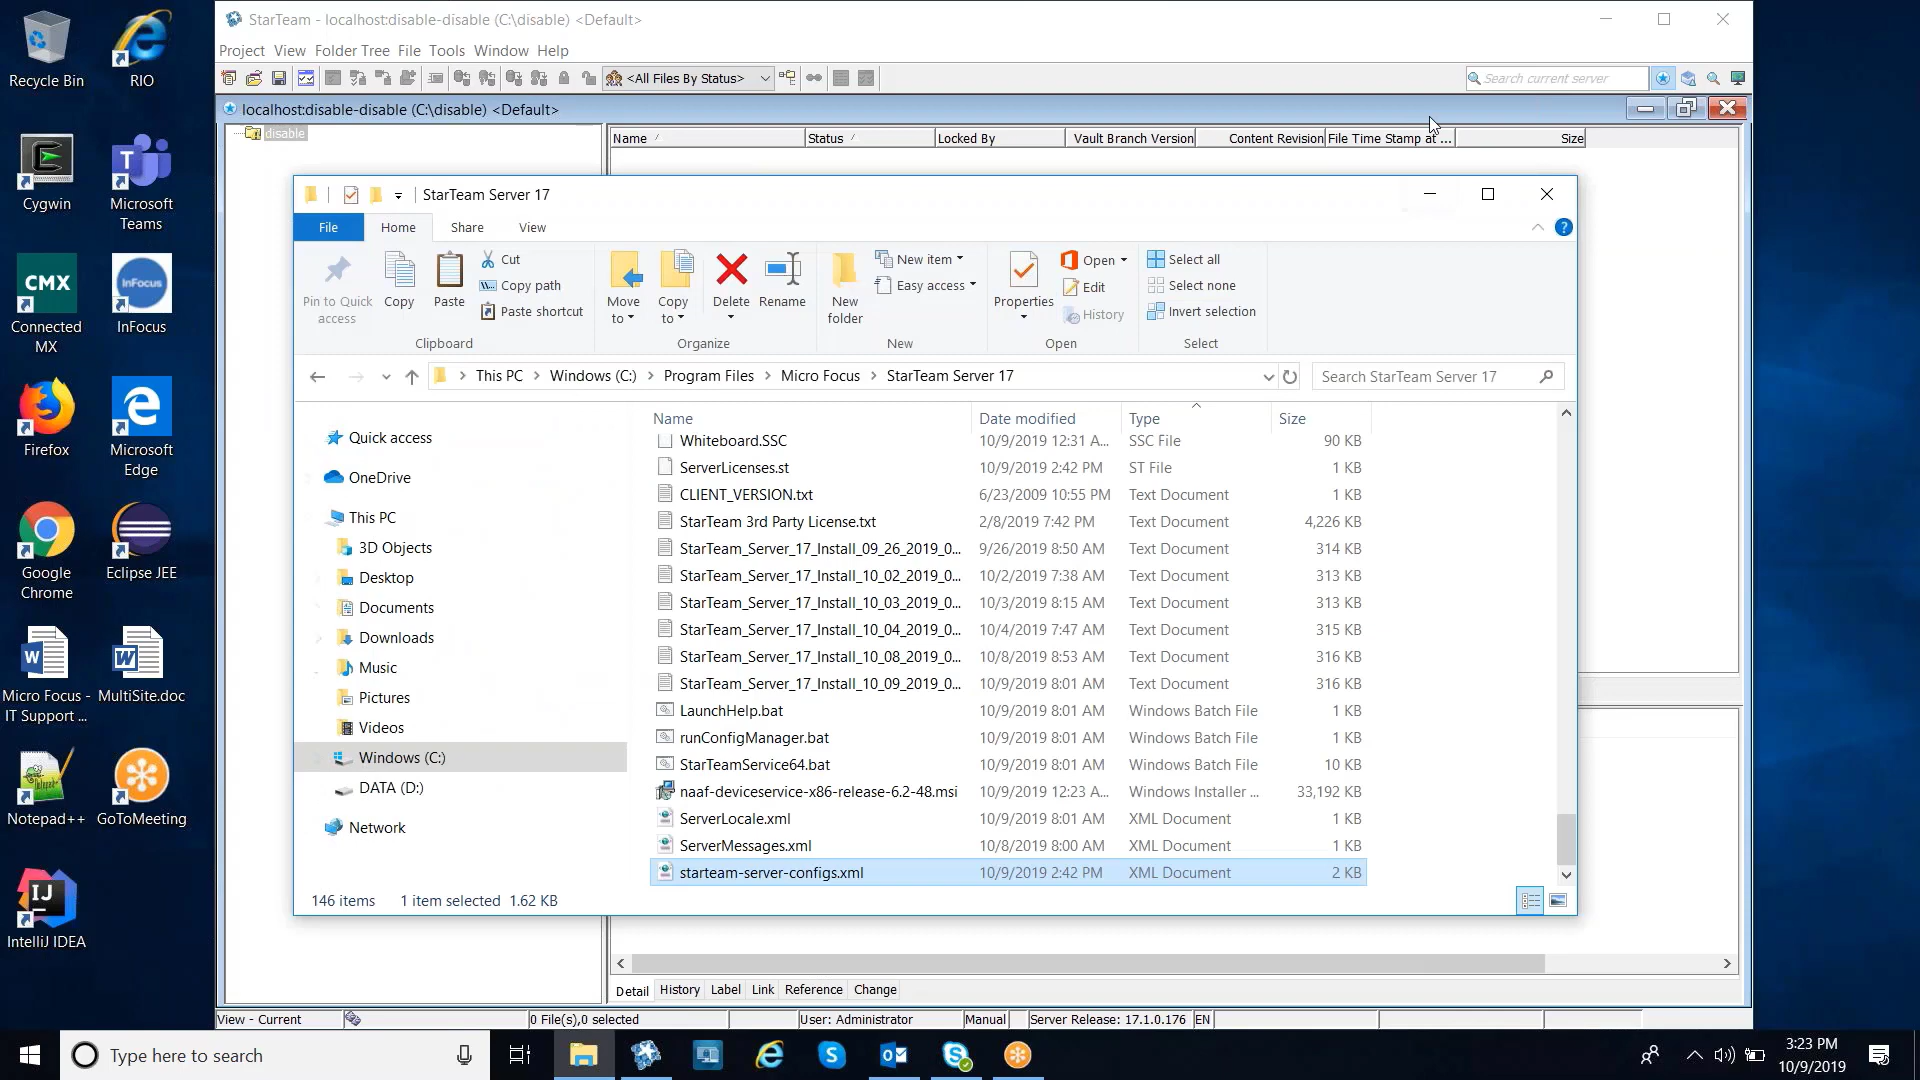 Recycle Bin
RIO
Cygwin
Microsoft
Teams
CMX
Connected
MX
InFocus
InFocus
Firefox
Microsoft
Edge
Google
Chrome
Eclipse JEE
Micro Focus -
IT Support ...
MultiSite.doc
Notepad++
GoToMeeting
IntelliJ IDEA
StarTeam - localhost:disable-disable (C:\disable) <Default>
Project View Folder Tree File Tools Window Help
<All Files By Status>
Search current server
localhost:disable-disable (C:\disable) <Default>
disable
Name Status Locked By Vault Branch Version Content Revision File Time Stamp at ... Size
StarTeam Server 17
File Home Share View
Pin to Quick
access
Copy
Paste
Cut
Copy path
Paste shortcut
Clipboard
Move
to
Copy
to
Delete
Rename
Organize
New
folder
New item
Easy access
New
Properties
Open
Edit
History
Open
Select all
Select none
Invert selection
Select
This PC > Windows (C:) > Program Files > Micro Focus > StarTeam Server 17
Search StarTeam Server 17
Quick access
OneDrive
This PC
3D Objects
Desktop
Documents
Downloads
Music
Pictures
Videos
Windows (C:)
DATA (D:)
Network
Name Date modified Type Size
Whiteboard.SSC 10/9/2019 12:31 A... SSC File 90 KB
ServerLicenses.st 10/9/2019 2:42 PM ST File 1 KB
CLIENT_VERSION.txt 6/23/2009 10:55 PM Text Document 1 KB
StarTeam 3rd Party License.txt 2/8/2019 7:42 PM Text Document 4,226 KB
StarTeam_Server_17_Install_09_26_2019_0... 9/26/2019 8:50 AM Text Document 314 KB
StarTeam_Server_17_Install_10_02_2019_0... 10/2/2019 7:38 AM Text Document 313 KB
StarTeam_Server_17_Install_10_03_2019_0... 10/3/2019 8:15 AM Text Document 313 KB
StarTeam_Server_17_Install_10_04_2019_0... 10/4/2019 7:47 AM Text Document 315 KB
StarTeam_Server_17_Install_10_08_2019_0... 10/8/2019 8:53 AM Text Document 316 KB
StarTeam_Server_17_Install_10_09_2019_0... 10/9/2019 8:01 AM Text Document 316 KB
LaunchHelp.bat 10/9/2019 8:01 AM Windows Batch File 1 KB
runConfigManager.bat 10/9/2019 8:01 AM Windows Batch File 1 KB
StarTeamService64.bat 10/9/2019 8:01 AM Windows Batch File 10 KB
naaf-deviceservice-x86-release-6.2-48.msi 10/9/2019 12:23 A... Windows Installer ... 33,192 KB
ServerLocale.xml 10/9/2019 8:01 AM XML Document 1 KB
ServerMessages.xml 10/8/2019 8:00 AM XML Document 1 KB
starteam-server-configs.xml 10/9/2019 2:42 PM XML Document 2 KB
146 items 1 item selected 1.62 KB
Detail History Label Link Reference Change
View - Current 0 File(s),0 selected User: Administrator Manual Server Release: 17.1.0.176 EN
Type here to search
3:23 PM
10/9/2019